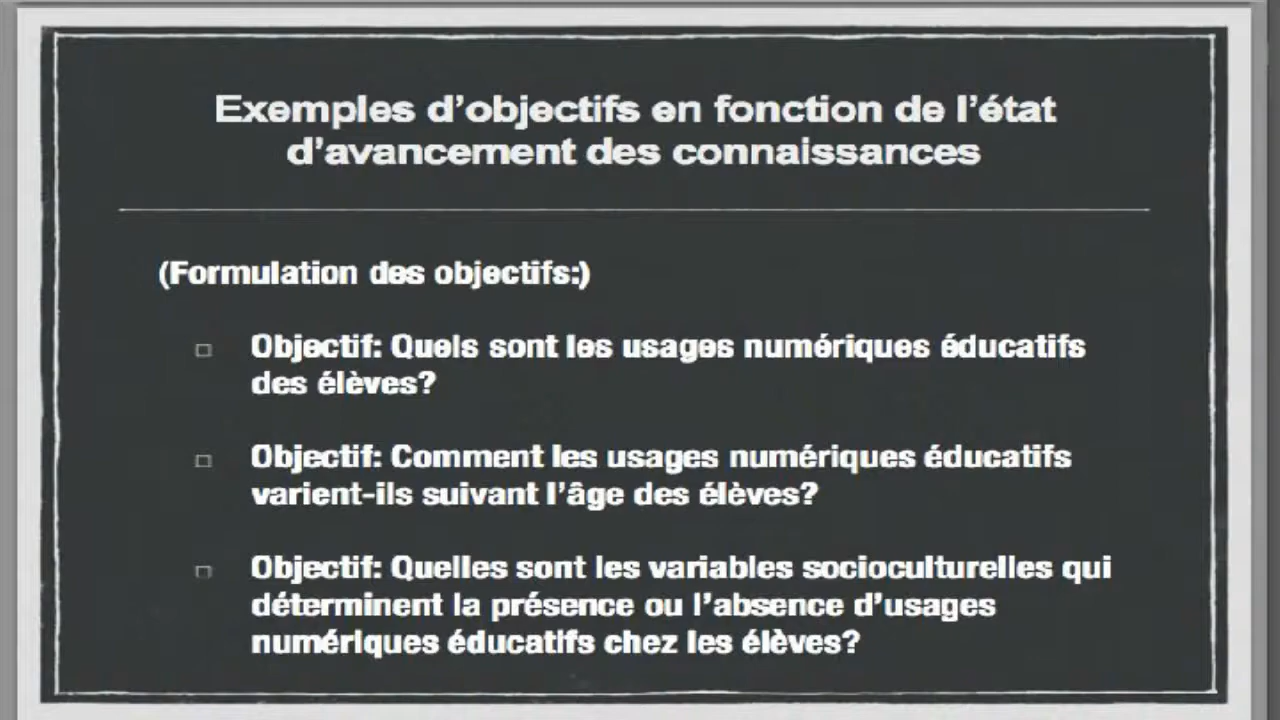 Exemples d’objectifs en fonction de l’état
d’avancement des connaissances
(Formulation des objectifs:)
Objectif: Quels sont les usages numériques éducatifs
des élèves?
Objectif: Comment les usages numériques éducatifs
varient-ils suivant l’âge des élèves?
Objectif: Quelles sont les variables socioculturelles qui
déterminent la présence ou l’absence d’usages
numériques éducatifs chez les élèves?